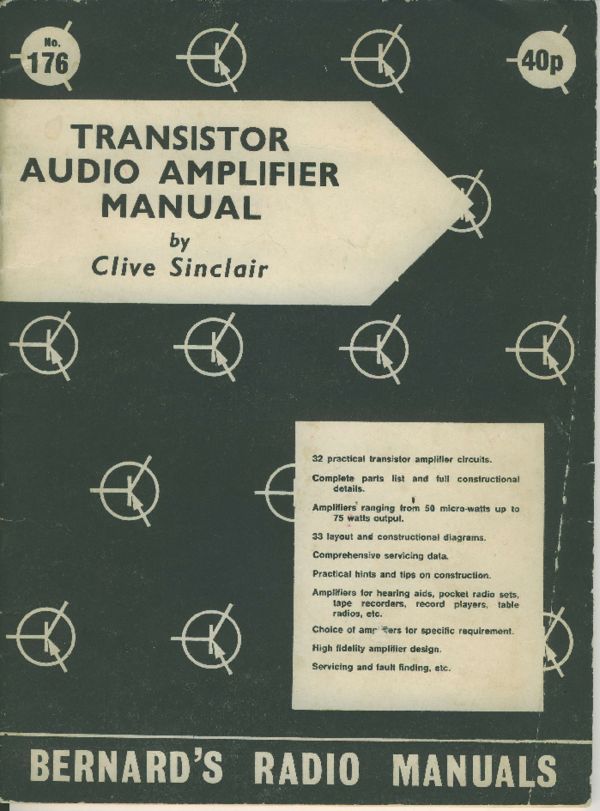 No.
176
40p
TRANSISTOR
AUDIO AMPLIFIER
MANUAL
by
Clive Sinclair
32 practical transistor amplifier circuits.
Complete parts list and full constructional
details.
Amplifiers ranging from 50 micro-watts up to
75 watts output.
33 layout and constructional diagrams.
Comprehensive servicing data.
Practical hints and tips on construction.
Amplifiers for hearing aids, pocket radio sets,
tape recorders, record players, table
radios, etc.
Choice of for specific requirement.
High fidelity amplifier design.
Servicing and fault finding, etc.
BERNARD'S RADIO MANUALS